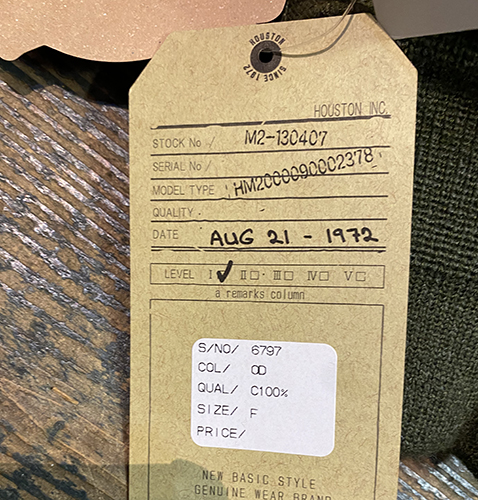 HOUSTON
SINCE 1972
HOUSTON INC.
STOCK No / M2-130407
SERIAL No /
HM2000090002378
MODEL TYPE
QUALITY
DATE AUG 21 - 1972
LEVEL I ✓ II □ · III □ IV □ V □
a remarks column
S/NO/ 6797
COL/ OD
QUAL/ C100%
SIZE/ F
PRICE/
NEW BASIC STYLE
GENUINE WEAR BRAND